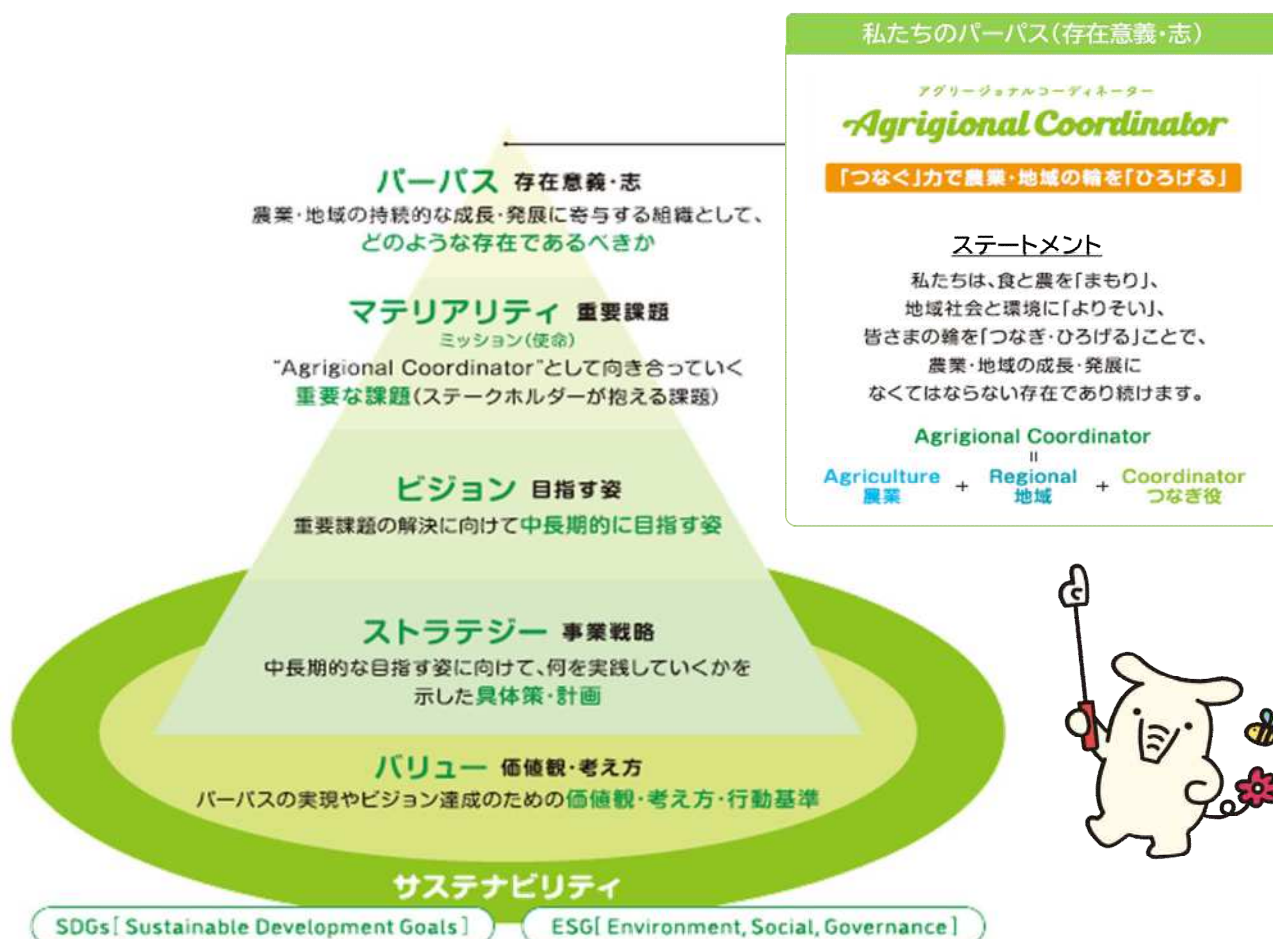 私たちのパーパス(存在意義・志)
アグリージョナルコーディネーター
Agrigional Coordinator
「つなぐ」力で農業・地域の輪を「ひろげる」
ステートメント
私たちは、食と農を「まもり」、
地域社会と環境に「よりそい」、
皆さまの輪を「つなぎ・ひろげる」ことで、
農業・地域の成長・発展に
なくてはならない存在であり続けます。
Agrigional Coordinator
=
Agriculture + Regional + Coordinator
農業 地域 つなぎ役
パーパス 存在意義・志
農業・地域の持続的な成長・発展に寄与する組織として、
どのような存在であるべきか
マテリアリティ 重要課題
ミッション(使命)
“Agrigional Coordinator”として向き合っていく
重要な課題(ステークホルダーが抱える課題)
ビジョン 目指す姿
重要課題の解決に向けて中長期的に目指す姿
ストラテジー 事業戦略
中長期的な目指す姿に向けて、何を実践していくかを
示した具体策・計画
バリュー 価値観・考え方
パーパスの実現やビジョン達成のための価値観・考え方・行動基準
サステナビリティ
SDGs[Sustainable Development Goals]
ESG[Environment, Social, Governance]